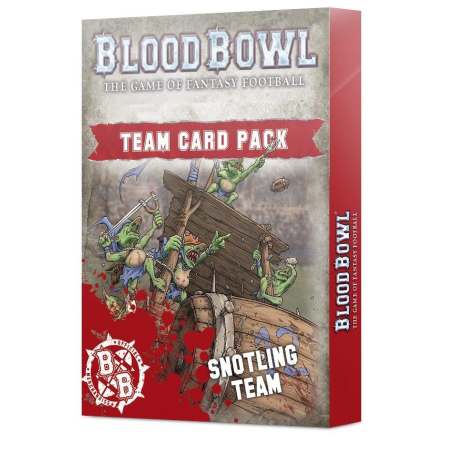 BLOOD BOWL
THE GAME OF FANTASY FOOTBALL
TEAM CARD PACK
12
B
B
SNOTLING
TEAM
BLOOD BOWL
THE GAME OF FANTASY FOOTBALL